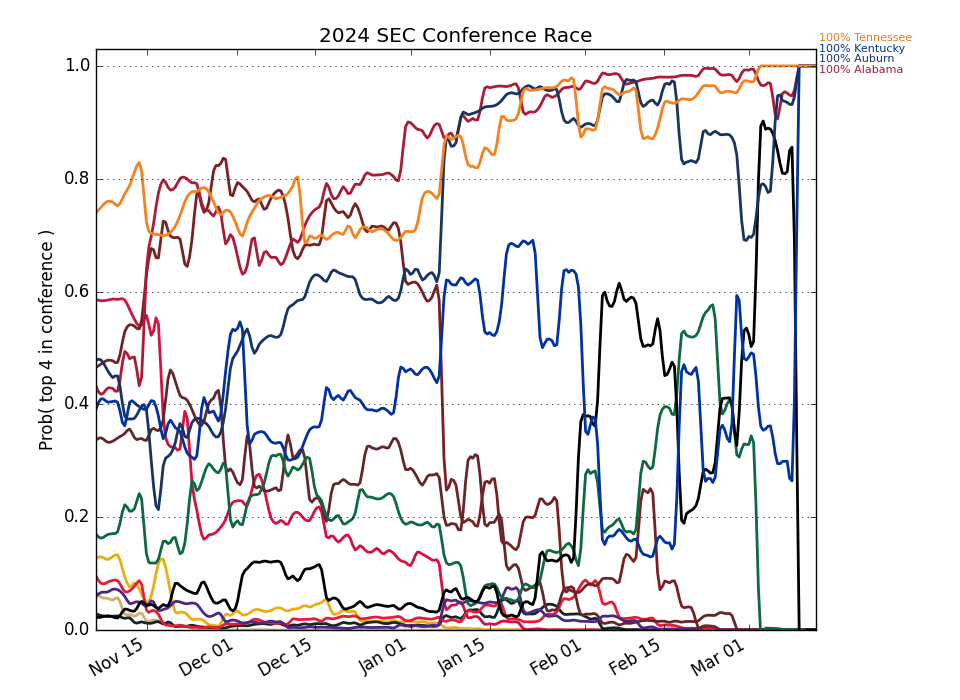 2024 SEC Conference Race
100% Tennessee
100% Kentucky
100% Auburn
100% Alabama
Prob( top 4 in conference )
1.0
0.8
0.6
0.4
0.2
0.0
Nov 15 Dec 01 Dec 15 Jan 01 Jan 15 Feb 01 Feb 15 Mar 01